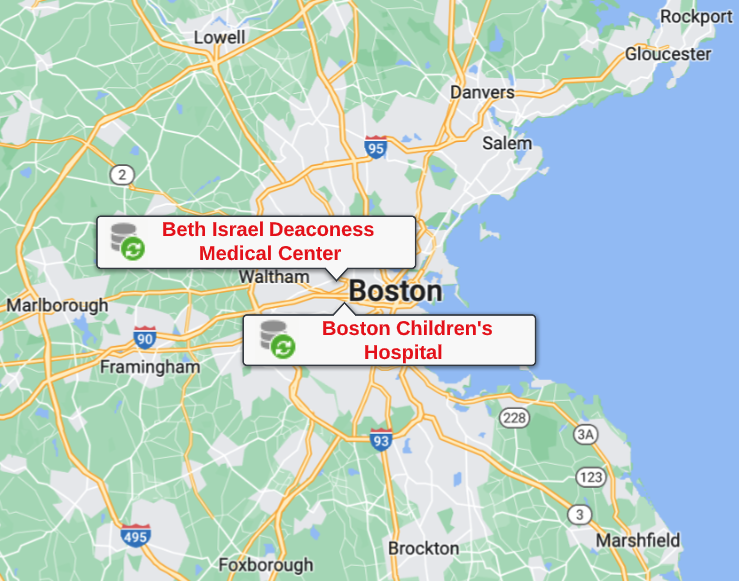 Rockport
Lowell
Gloucester
Danvers
95
Salem
2
Beth Israel Deaconess
Medical Center
Waltham
Boston
Marlborough
Boston Children's
Hospital
90
Framingham
228
3A
93
123
3
495
Marshfield
Brockton
Foxborough